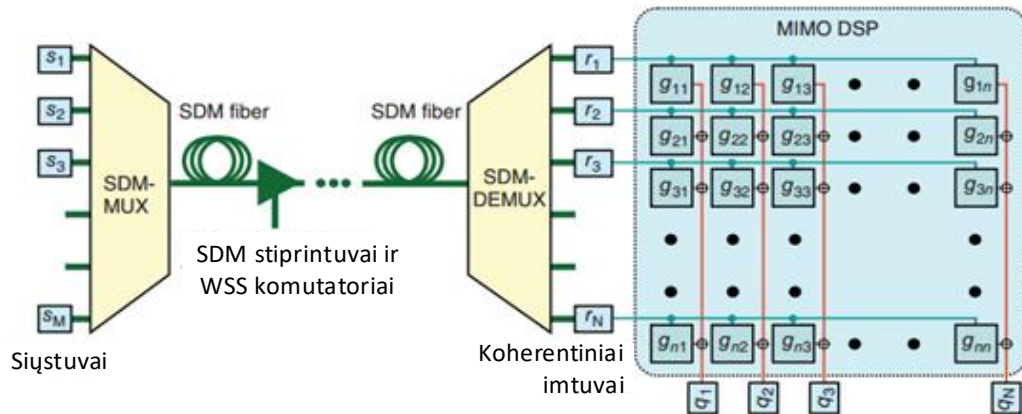 MIMO DSP
s1
r1
g11 g12 g13 g1n
s2
SDM fiber
SDM fiber
r2
g21 g22 g23 g2n
s3
r3
g31 g32 g33 g3n
SDM-
MUX
SDM-
DEMUX
SDM stiprintuvai ir
WSS komutatoriai
sM
rN
gn1 gn2 gn3 gnn
Siųstuvai
Koherentiniai
imtuvai
q1 q2 q3 qN